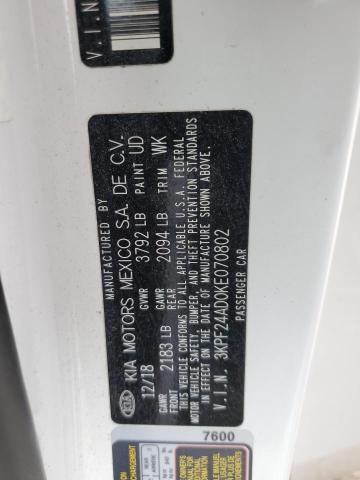 V.I.N
MANUFACTURED BY
KIA KIA MOTORS MEXICO S.A. DE C.V.
12/18 GVWR 3792 LB PAINT UD
GAWR FRONT 2183 LB GAWR REAR 2094 LB TRIM WK
THIS VEHICLE CONFORMS TO ALL APPLICABLE U.S.A. FEDERAL
MOTOR VEHICLE SAFETY, BUMPER, AND THEFT PREVENTION STANDARDS
IN EFFECT ON THE DATE OF MANUFACTURE SHOWN ABOVE.
V.I.N. 3KPF24AD0KE070802
PASSENGER CAR
7600